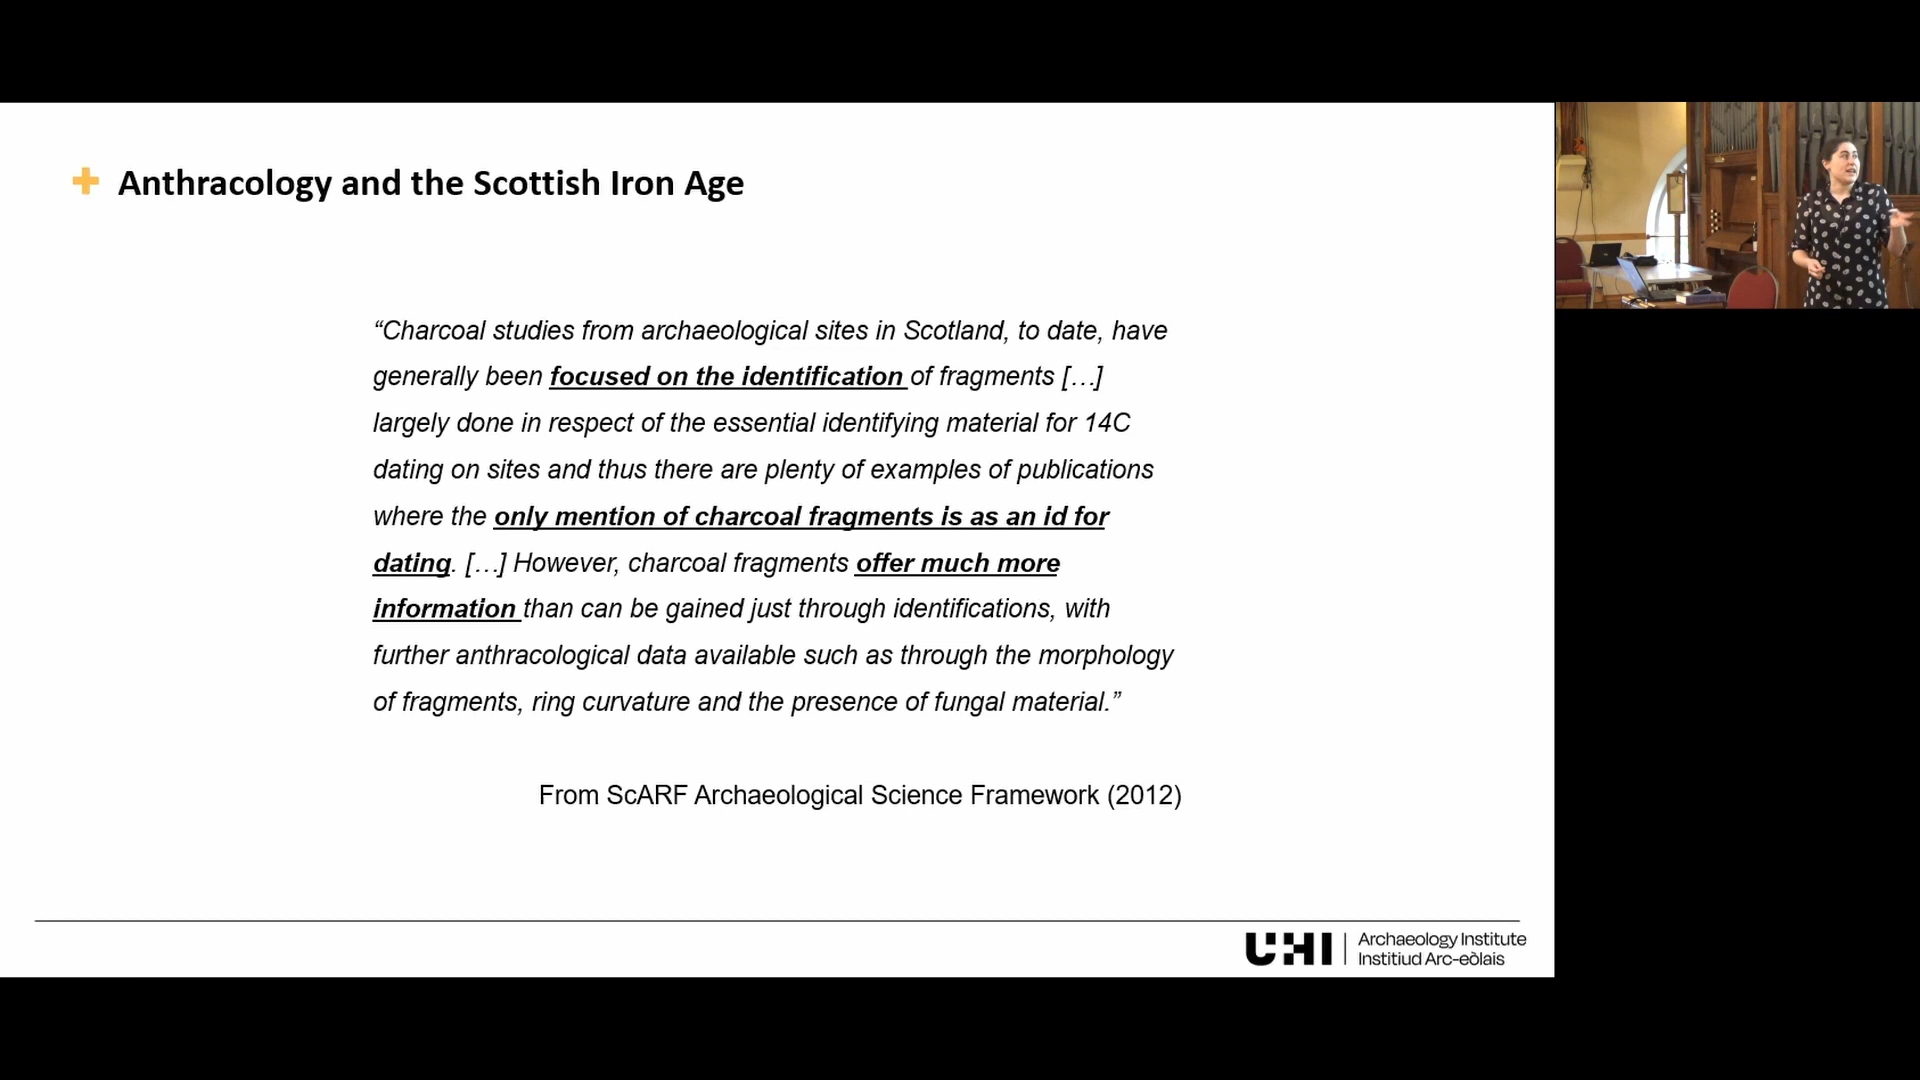 Anthracology and the Scottish Iron Age
“Charcoal studies from archaeological sites in Scotland, to date, have
generally been focused on the identification of fragments […]
largely done in respect of the essential identifying material for 14C
dating on sites and thus there are plenty of examples of publications
where the only mention of charcoal fragments is as an id for
dating. […] However, charcoal fragments offer much more
information than can be gained just through identifications, with
further anthracological data available such as through the morphology
of fragments, ring curvature and the presence of fungal material.”
From ScARF Archaeological Science Framework (2012)
UHI
Archaeology Institute
Institiud Arc-eòlais